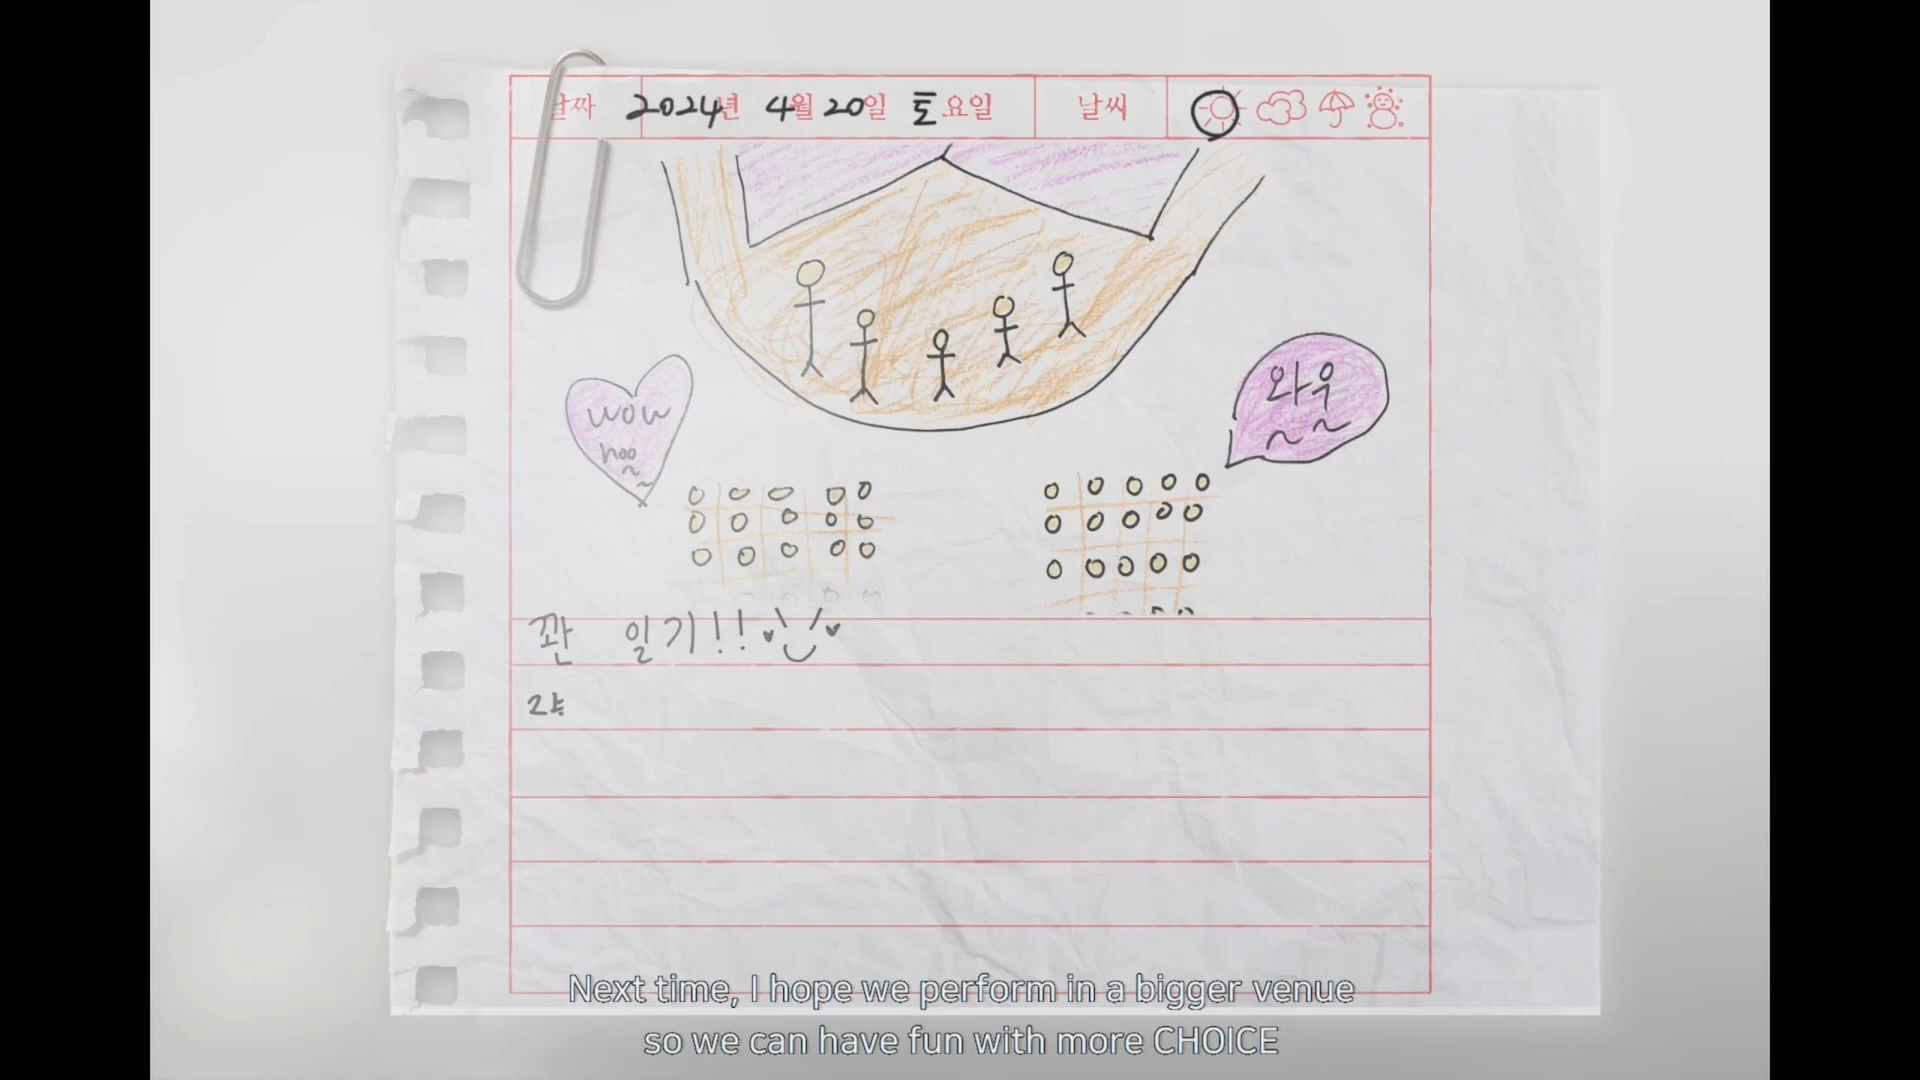 날짜 2024년 4월 20일 토요일 날씨
wow
hoo~~
와우
~~
꽌 일기!!
Next time, I hope we perform in a bigger venue
so we can have fun with more CHOICE